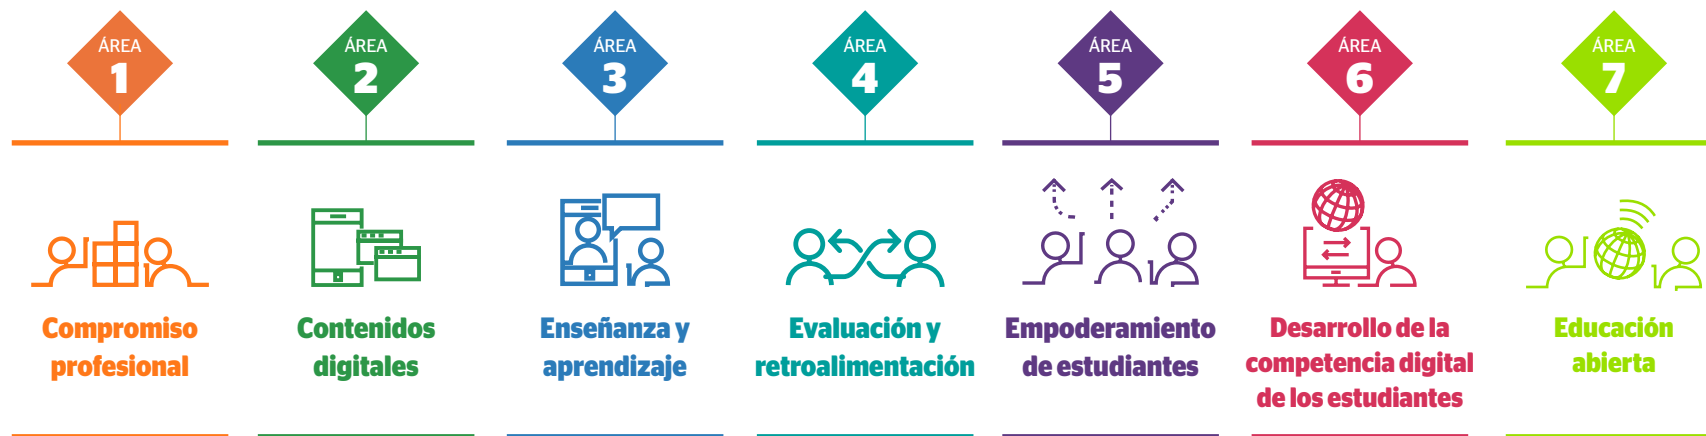 ÁREA
1
Compromiso
profesional
ÁREA
2
Contenidos
digitales
ÁREA
3
Enseñanza y
aprendizaje
ÁREA
4
Evaluación y
retroalimentación
ÁREA
5
Empoderamiento
de estudiantes
ÁREA
6
Desarrollo de la
competencia digital
de los estudiantes
ÁREA
7
Educación
abierta